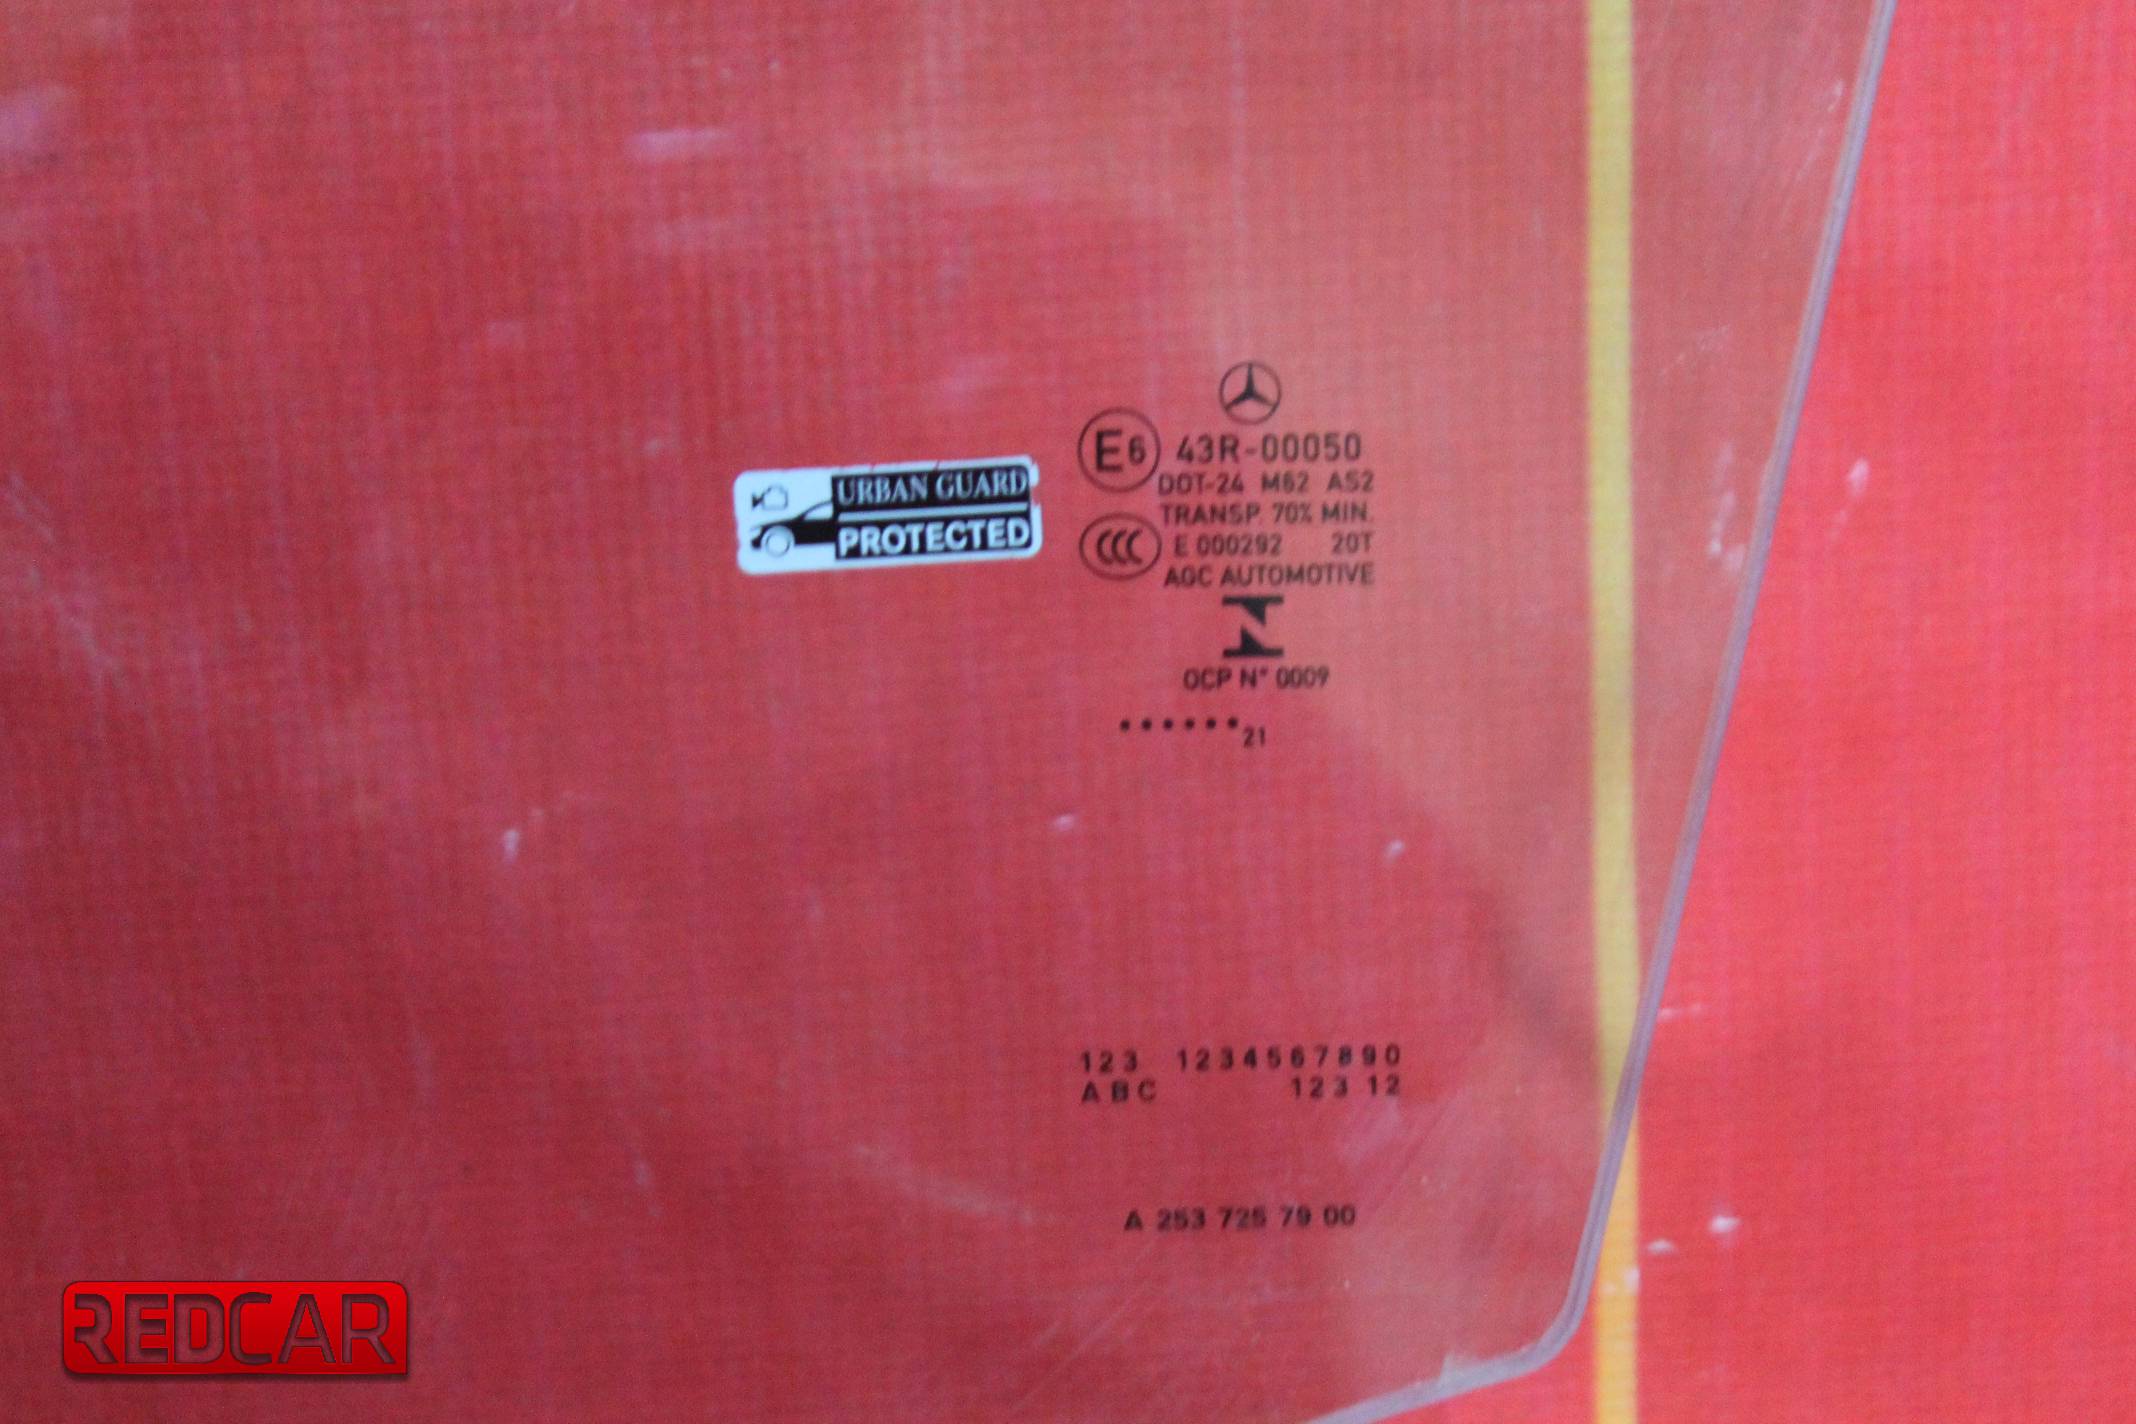 URBAN GUARD
PROTECTED
E6 43R-00050
DOT-24 M62 AS2
TRANSP. 70% MIN.
CCC E 000292 20T
AGC AUTOMOTIVE
OCP N° 0009
......21
123 1234567890
ABC 123 12
A 253 725 79 00
REDCAR